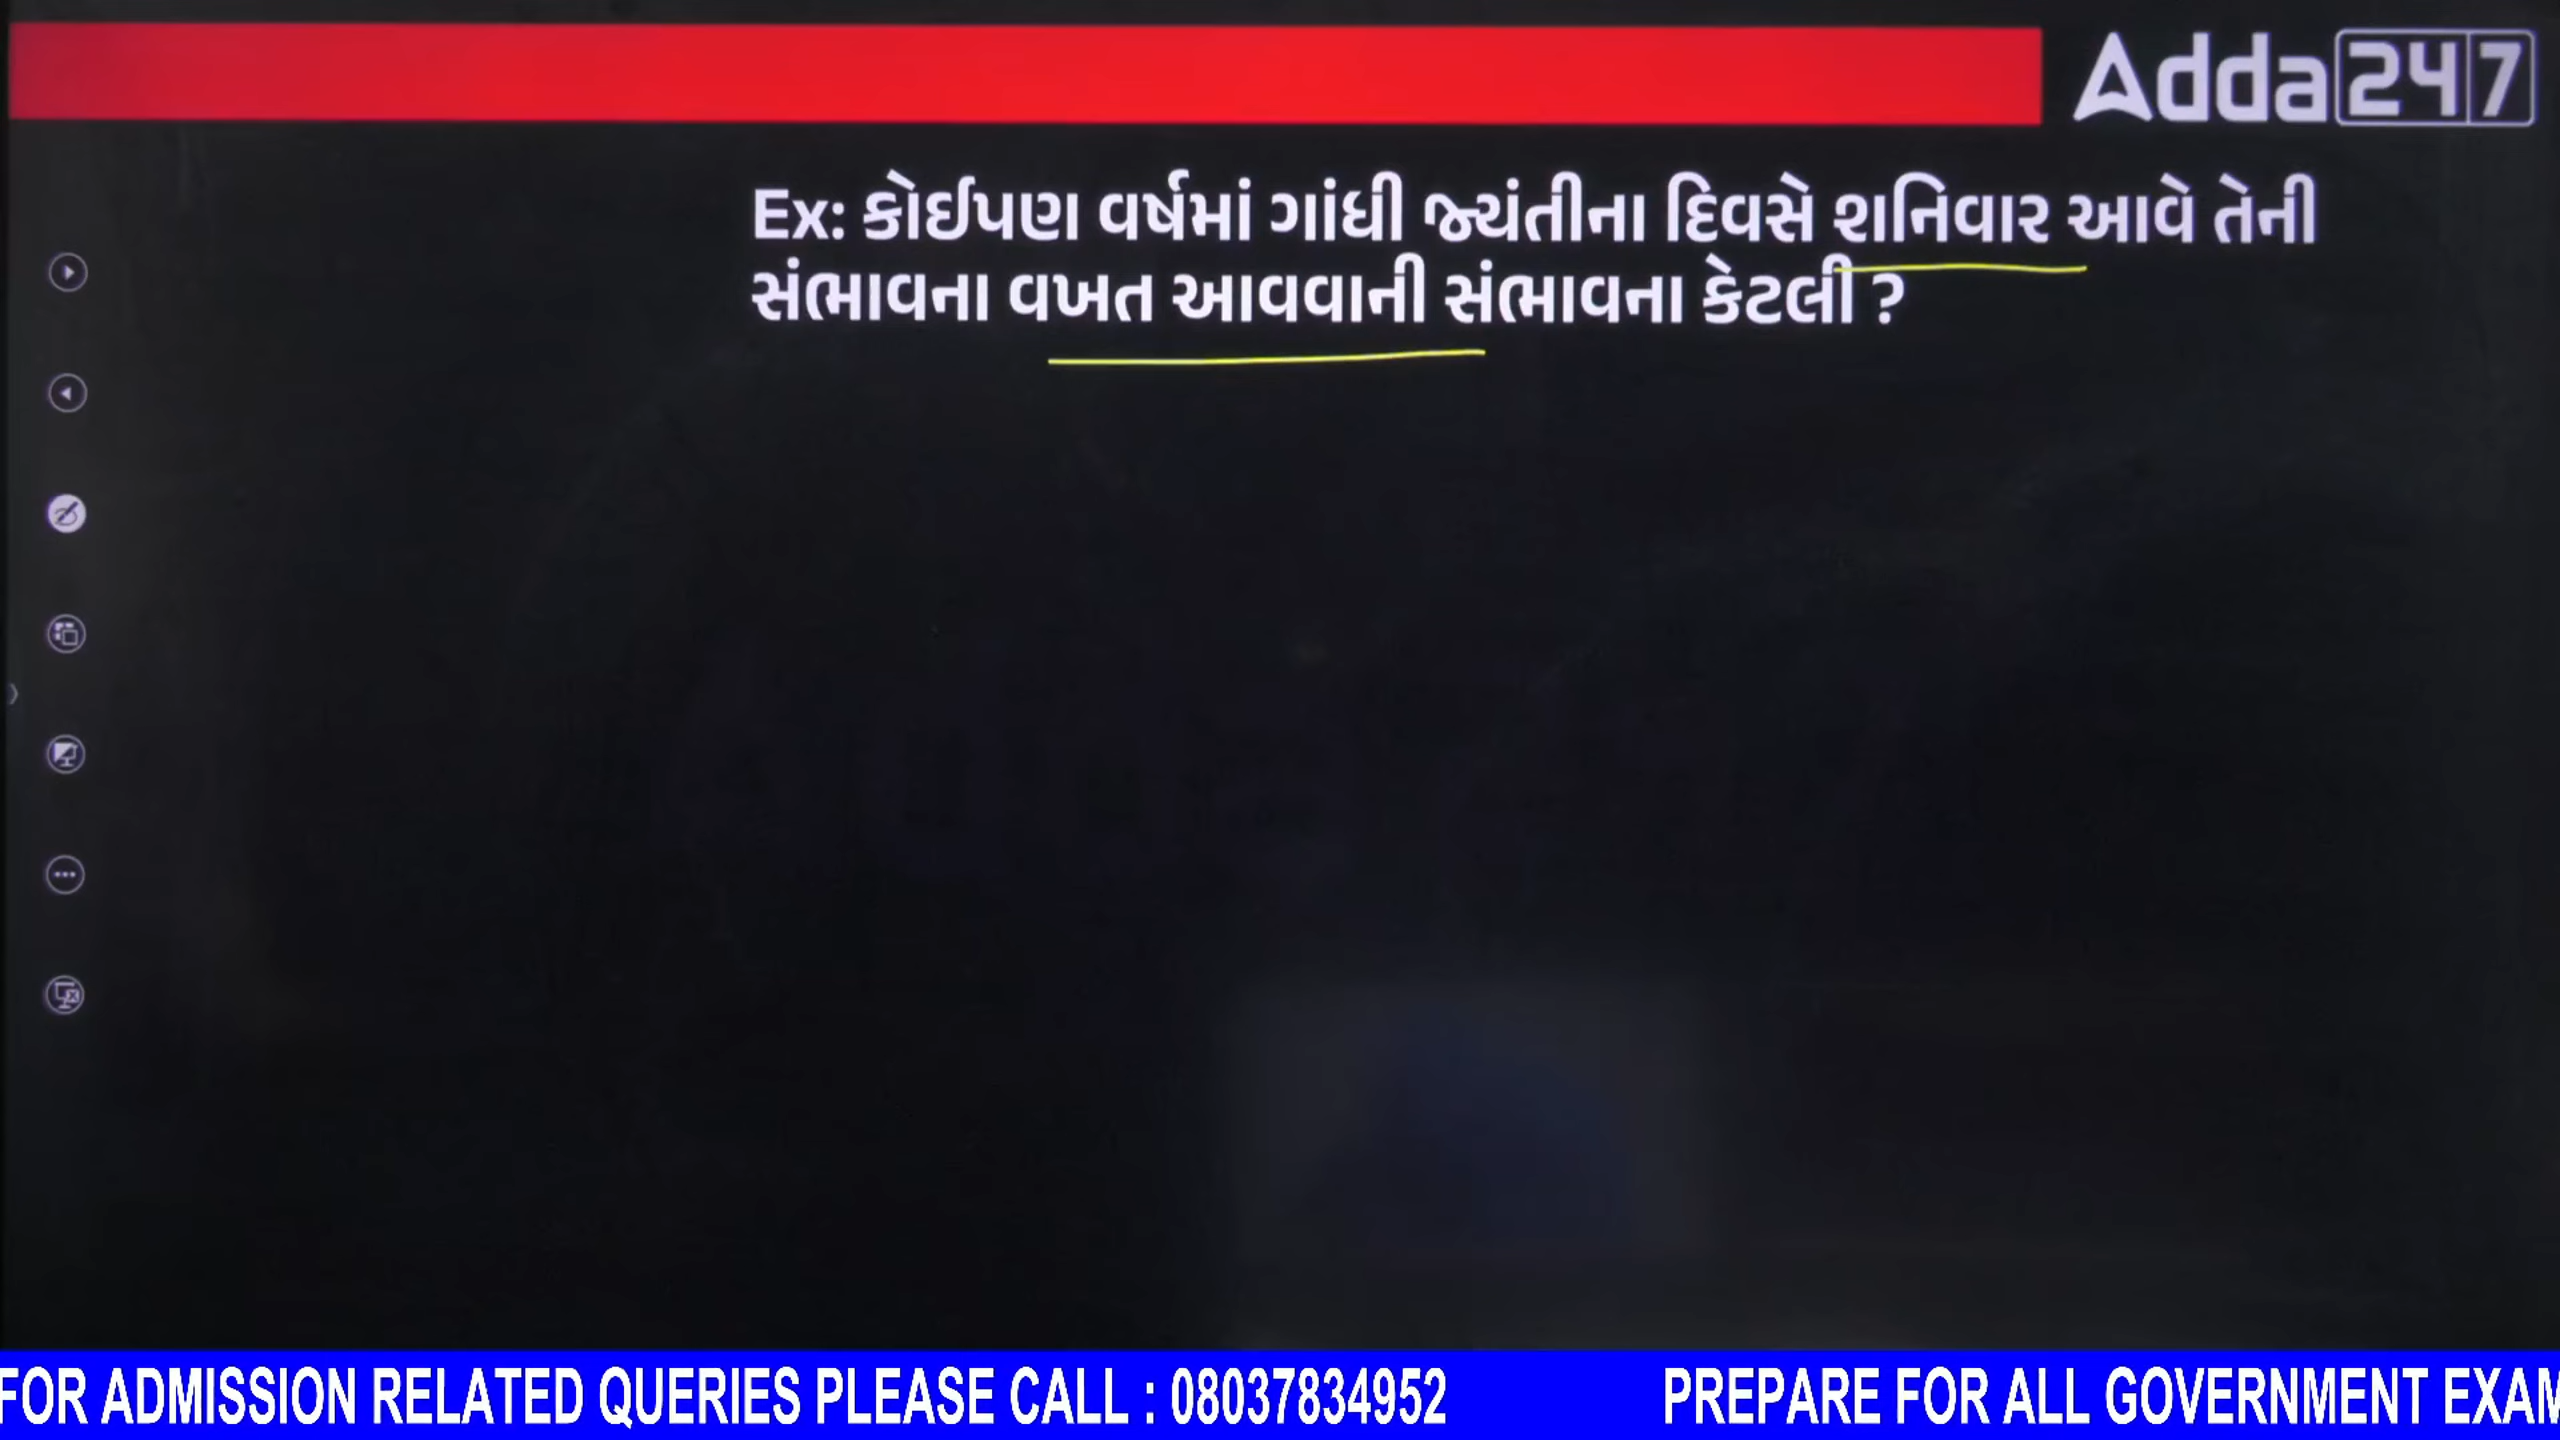 Adda247
Ex: કોઈપણ વર્ષમાં ગાંધી જ્યંતીના દિવસે શનિવાર આવે તેની
સંભાવના વખત આવવાની સંભાવના કેટલી ?
FOR ADMISSION RELATED QUERIES PLEASE CALL : 08037834952 PREPARE FOR ALL GOVERNMENT EXAM